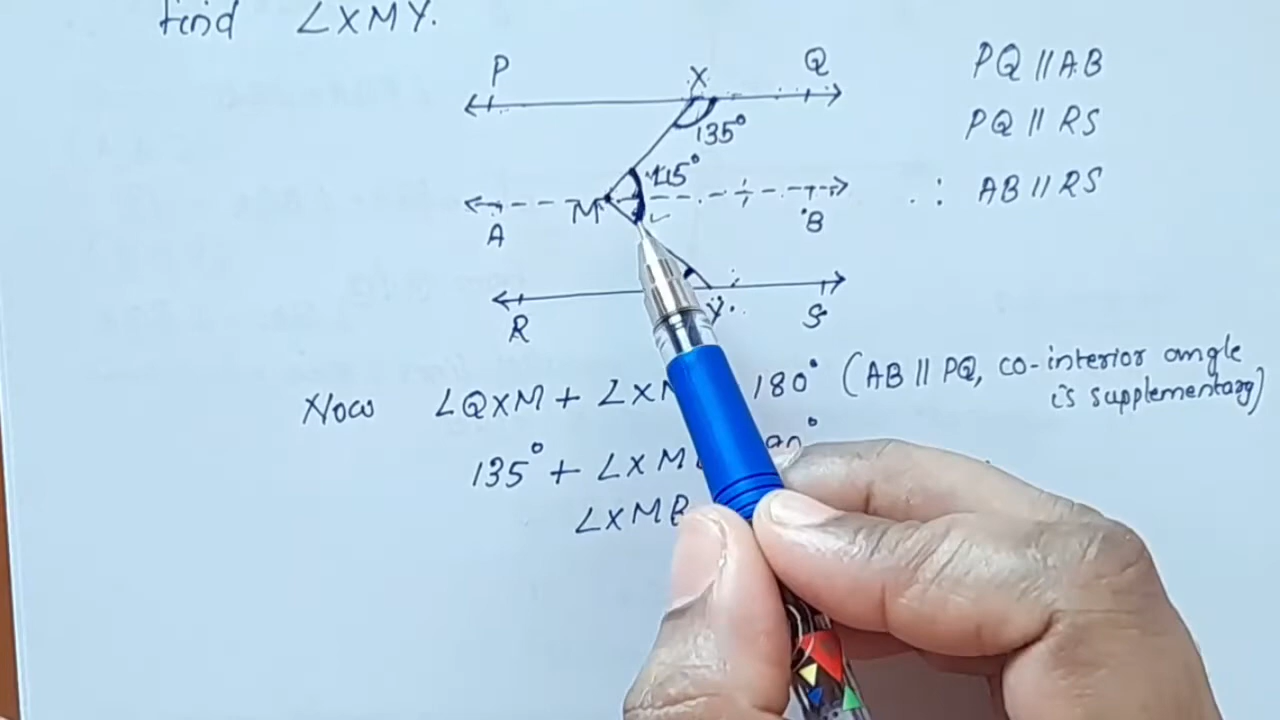 find ∠XMY.
P X Q
135°
45°
M
A B
R Y S
PQ // AB
PQ // RS
∴ AB // RS
Now ∠QXM + ∠XM 180° (AB // PQ, co-interior angle
is supplementary)
135° + ∠XM
∠XMB